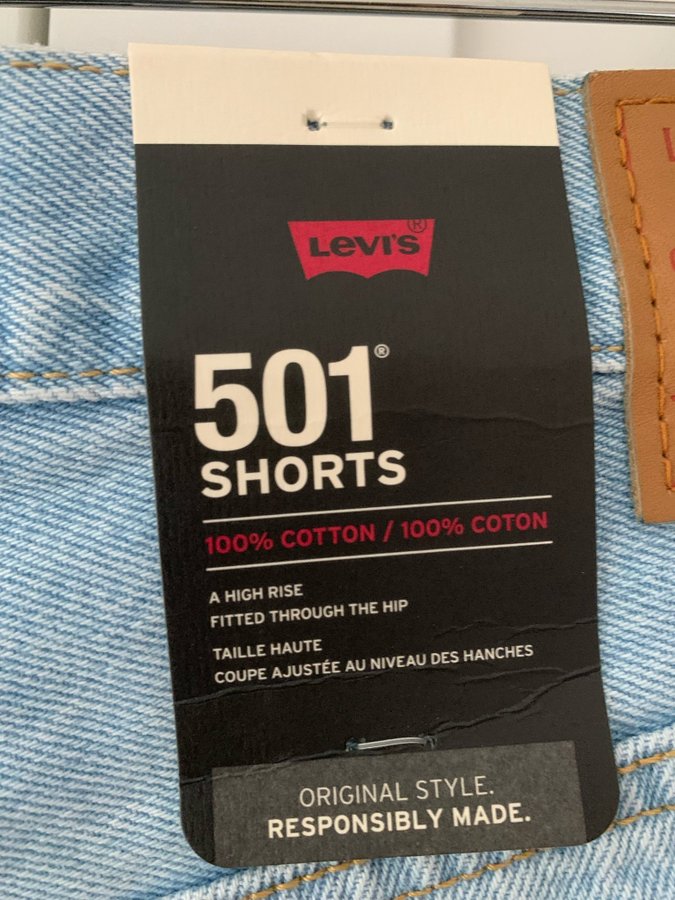 LEVI'S®
501®
SHORTS
100% COTTON / 100% COTON
A HIGH RISE
FITTED THROUGH THE HIP
TAILLE HAUTE
COUPE AJUSTÉE AU NIVEAU DES HANCHES
ORIGINAL STYLE.
RESPONSIBLY MADE.